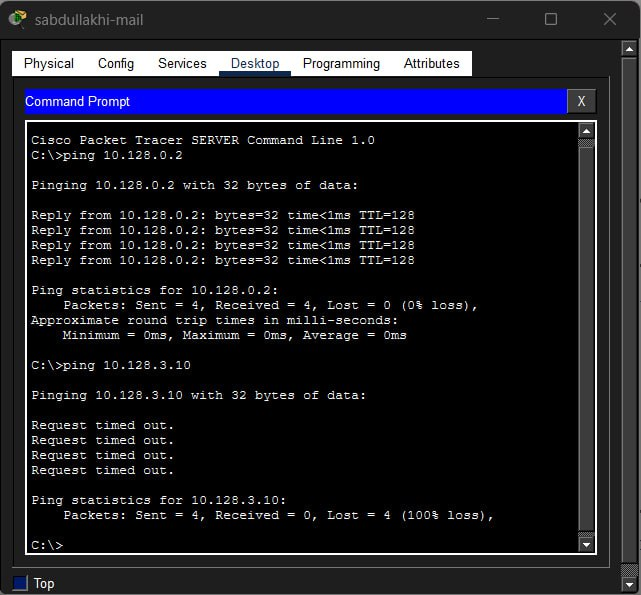 sabdullakhi-mail
Physical Config Services Desktop Programming Attributes
Command Prompt X
Cisco Packet Tracer SERVER Command Line 1.0
C:\>ping 10.128.0.2
Pinging 10.128.0.2 with 32 bytes of data:
Reply from 10.128.0.2: bytes=32 time<1ms TTL=128
Reply from 10.128.0.2: bytes=32 time<1ms TTL=128
Reply from 10.128.0.2: bytes=32 time<1ms TTL=128
Reply from 10.128.0.2: bytes=32 time<1ms TTL=128
Ping statistics for 10.128.0.2:
    Packets: Sent = 4, Received = 4, Lost = 0 (0% loss),
Approximate round trip times in milli-seconds:
    Minimum = 0ms, Maximum = 0ms, Average = 0ms
C:\>ping 10.128.3.10
Pinging 10.128.3.10 with 32 bytes of data:
Request timed out.
Request timed out.
Request timed out.
Request timed out.
Ping statistics for 10.128.3.10:
    Packets: Sent = 4, Received = 0, Lost = 4 (100% loss),
C:\>
Top